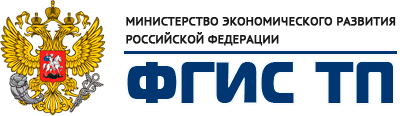 МИНИСТЕРСТВО ЭКОНОМИЧЕСКОГО РАЗВИТИЯ
РОССИЙСКОЙ ФЕДЕРАЦИИ
ФГИС ТП